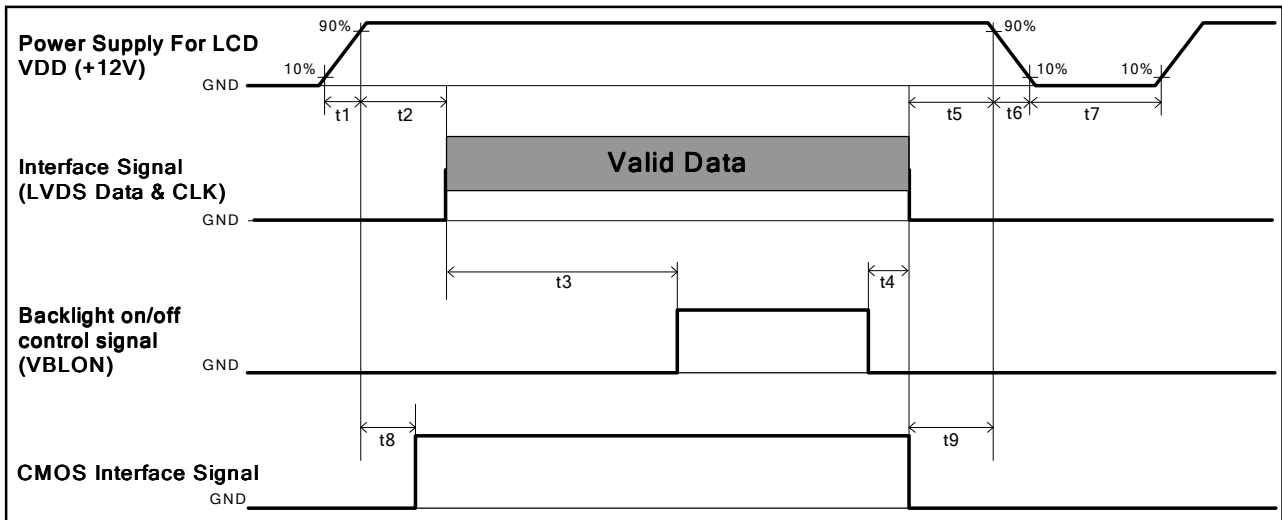 90%
90%
Power Supply For LCD
VDD (+12V)
10%
10%
10%
GND
t1
t2
t5
t6
t7
Valid Data
Interface Signal
(LVDS Data & CLK)
GND
t3
t4
Backlight on/off
control signal
(VBLON)
GND
t8
t9
CMOS Interface Signal
GND